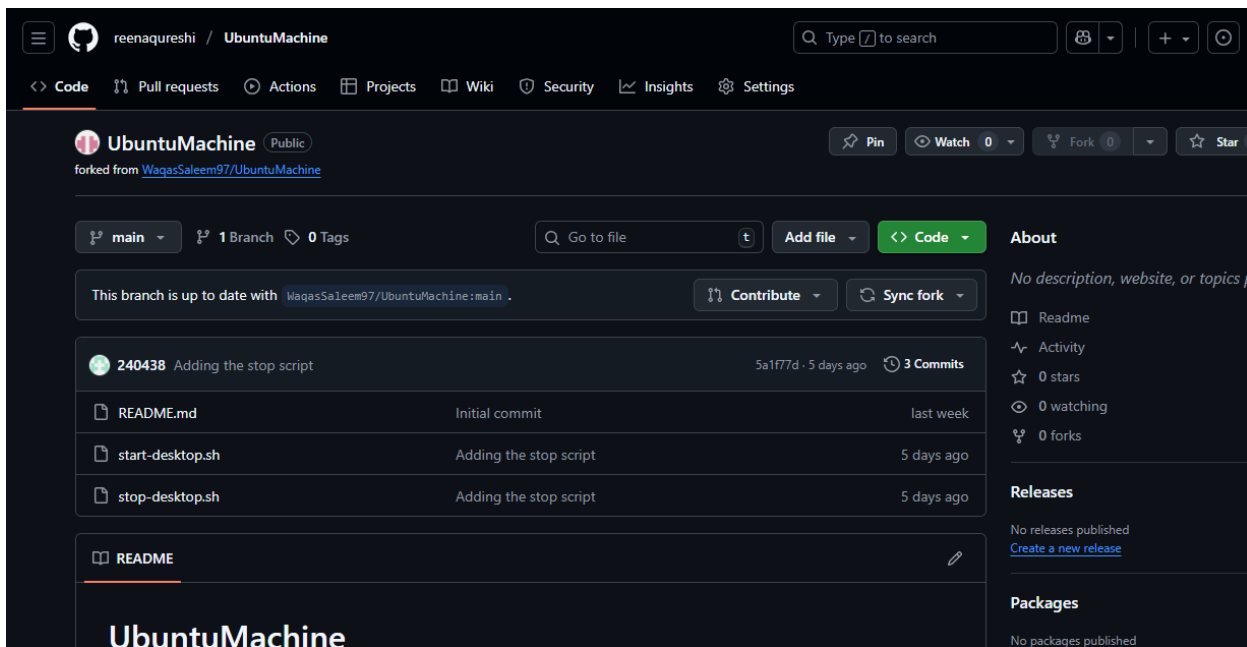 reenaqureshi / UbuntuMachine
Type / to search
Code Pull requests Actions Projects Wiki Security Insights Settings
UbuntuMachine Public
Pin Watch 0 Fork 0 Star
forked from WaqasSaleem97/UbuntuMachine
main 1 Branch 0 Tags
Go to file t Add file Code
About
This branch is up to date with WaqasSaleem97/UbuntuMachine:main .
Contribute Sync fork
No description, website, or topics
Readme
Activity
0 stars
0 watching
0 forks
240438 Adding the stop script 5a1f77d · 5 days ago 3 Commits
README.md Initial commit last week
start-desktop.sh Adding the stop script 5 days ago
stop-desktop.sh Adding the stop script 5 days ago
Releases
No releases published
Create a new release
README
Packages
No packages published
UbuntuMachine